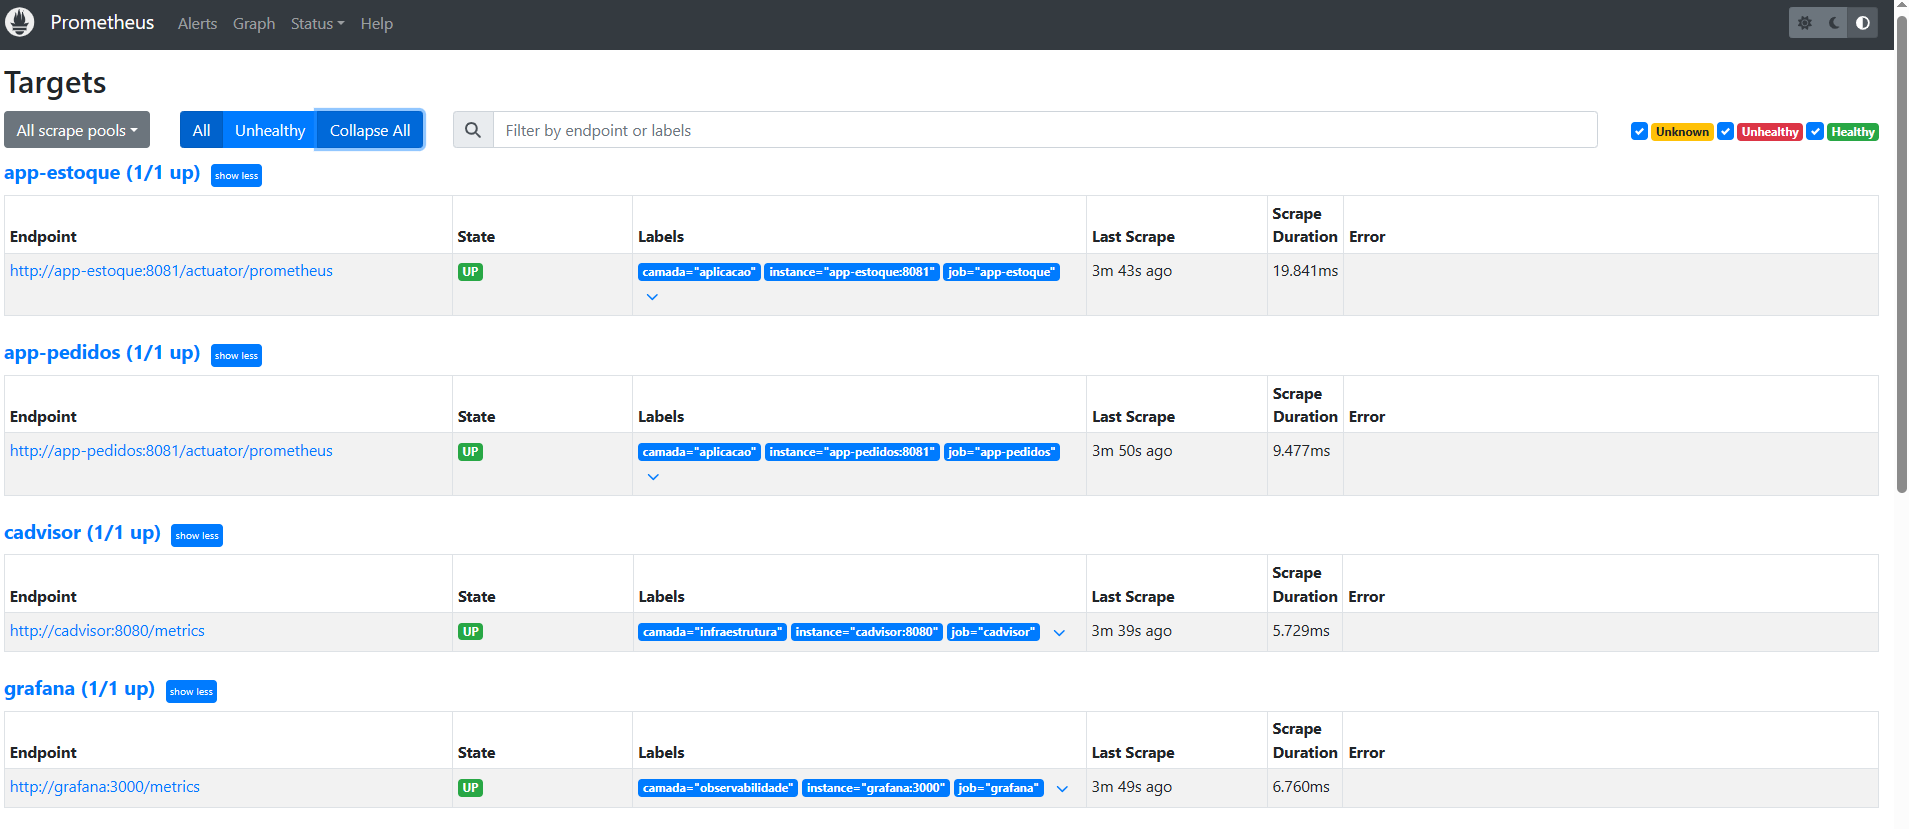 Prometheus Alerts Graph Status Help
Targets
All scrape pools All Unhealthy Collapse All Filter by endpoint or labels Unknown Unhealthy Healthy
app-estoque (1/1 up) show less
Endpoint State Labels Last Scrape Scrape Duration Error
http://app-estoque:8081/actuator/prometheus UP camada="aplicacao" instance="app-estoque:8081" job="app-estoque" 3m 43s ago 19.841ms
app-pedidos (1/1 up) show less
Endpoint State Labels Last Scrape Scrape Duration Error
http://app-pedidos:8081/actuator/prometheus UP camada="aplicacao" instance="app-pedidos:8081" job="app-pedidos" 3m 50s ago 9.477ms
cadvisor (1/1 up) show less
Endpoint State Labels Last Scrape Scrape Duration Error
http://cadvisor:8080/metrics UP camada="infraestrutura" instance="cadvisor:8080" job="cadvisor" 3m 39s ago 5.729ms
grafana (1/1 up) show less
Endpoint State Labels Last Scrape Scrape Duration Error
http://grafana:3000/metrics UP camada="observabilidade" instance="grafana:3000" job="grafana" 3m 49s ago 6.760ms